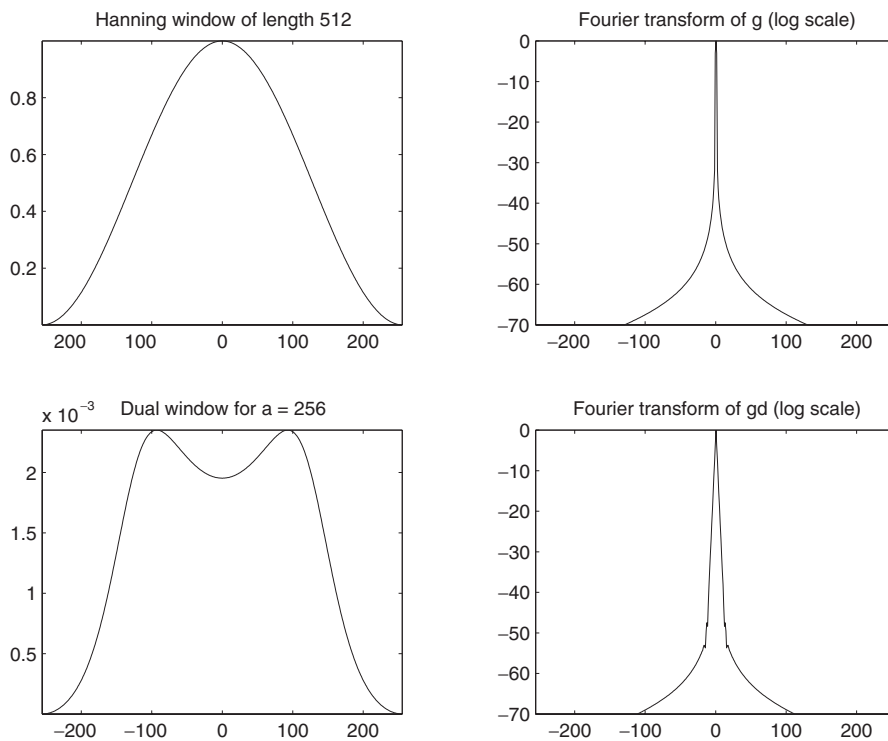 Hanning window of length 512
0.8
0.6
0.4
0.2
200 100 0 100 200
Fourier transform of g (log scale)
0
−10
−20
−30
−40
−50
−60
−70
−200 −100 0 100 200
x 10−3
Dual window for a = 256
2
1.5
1
0.5
−200 −100 0 100 200
Fourier transform of gd (log scale)
0
−10
−20
−30
−40
−50
−60
−70
−200 −100 0 100 200